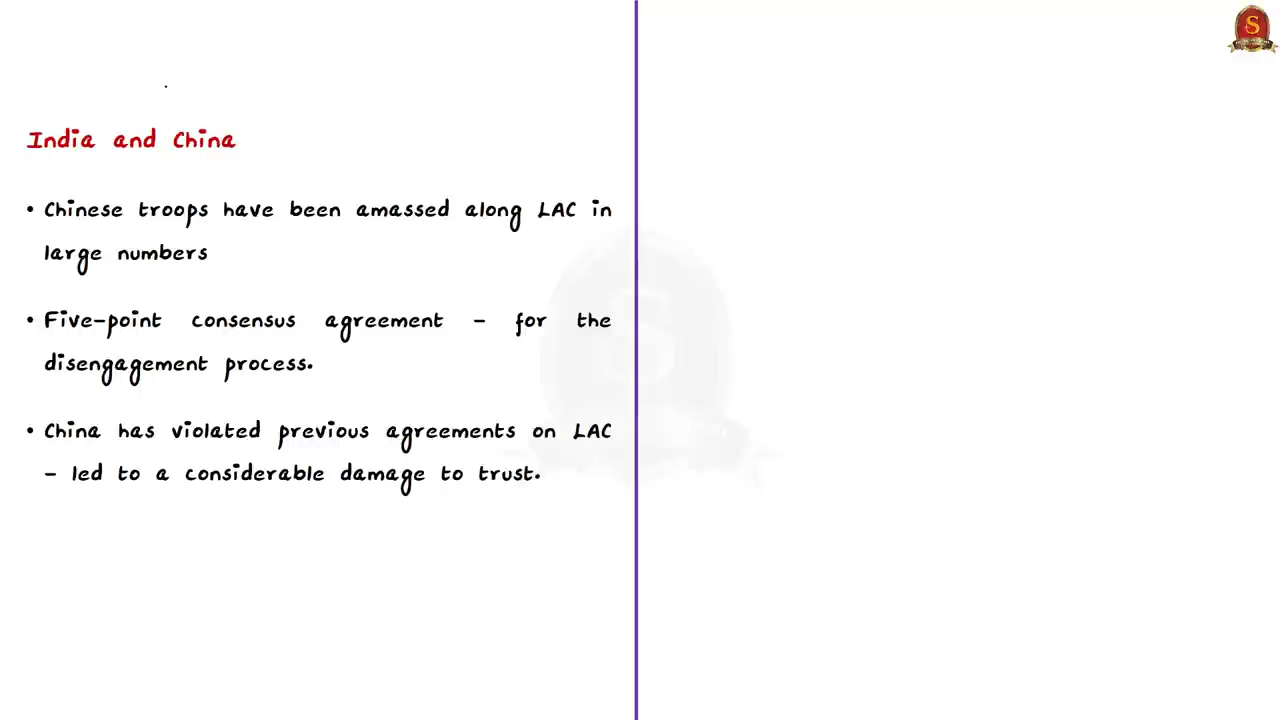 India and China
• Chinese troops have been amassed along LAC in
large numbers
• Five-point consensus agreement – for the
disengagement process.
• China has violated previous agreements on LAC
– led to a considerable damage to trust.
S